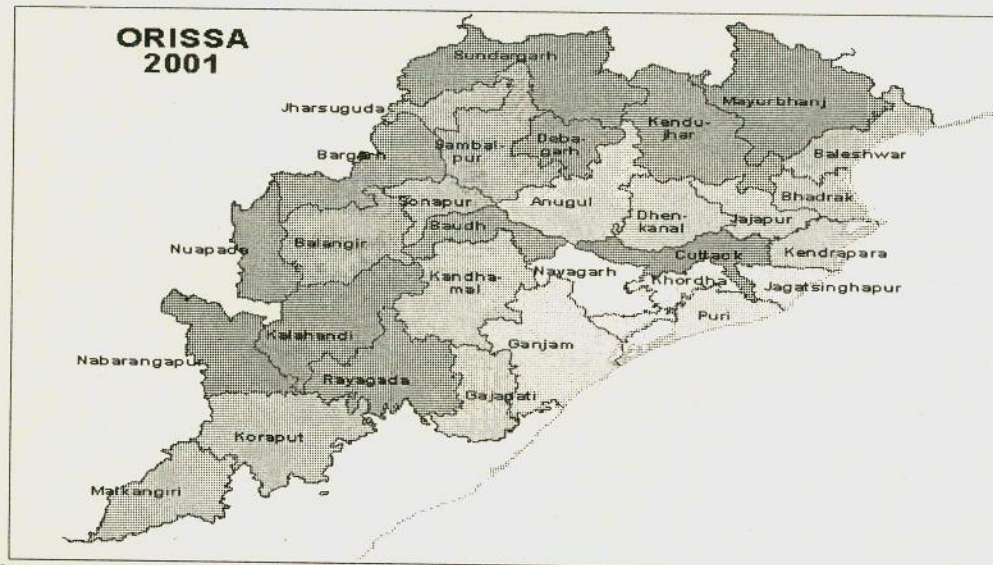 ORISSA
2001
Sundargarh
Jharsuguda
Mayurbhanj
Kendu-
jhar
Bargarh
Sambal-
pur
Deba-
garh
Baleshwar
Bhadrak
Sonapur
Anugul
Dhen-
kanal
Jajapur
Baudh
Nuapada
Balangir
Cuttack
Kendrapara
Kandha-
mal
Nayagarh
Khordha
Jagatsinghapur
Puri
Kalahandi
Ganjam
Nabarangapur
Rayagada
Gajapati
Koraput
Malkangiri